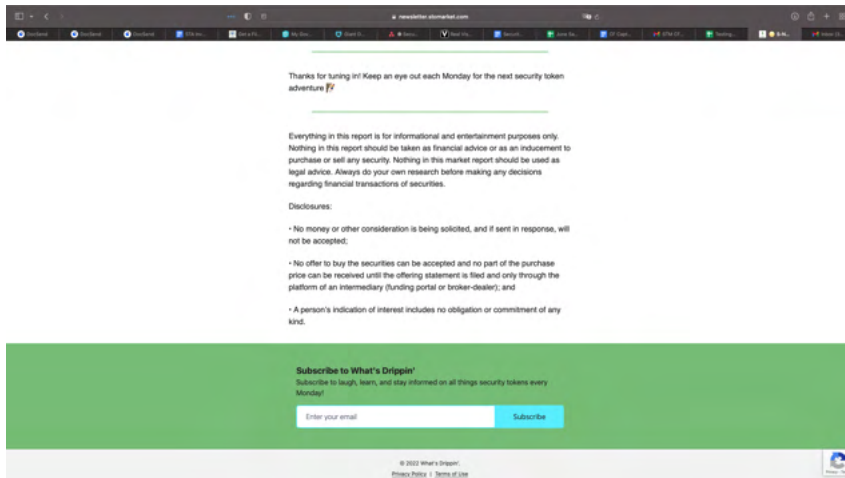 newsletter.stomarket.com
DocSend
DocSend
DocSend
Thanks for tuning in! Keep an eye out each Monday for the next security token
adventure
Everything in this report is for informational and entertainment purposes only.
Nothing in this report should be taken as financial advice or as an inducement to
purchase or sell any security. Nothing in this market report should be used as
legal advice. Always do your own research before making any decisions
regarding financial transactions of securities.
Disclosures:
• No money or other consideration is being solicited, and if sent in response, will
not be accepted;
• No offer to buy the securities can be accepted and no part of the purchase
price can be received until the offering statement is filed and only through the
platform of an intermediary (funding portal or broker-dealer); and
• A person's indication of interest includes no obligation or commitment of any
kind.
Subscribe to What's Drippin'
Subscribe to laugh, learn, and stay informed on all things security tokens every
Monday!
Enter your email
Subscribe
© 2022 What's Drippin'.
Privacy Policy | Terms of Use